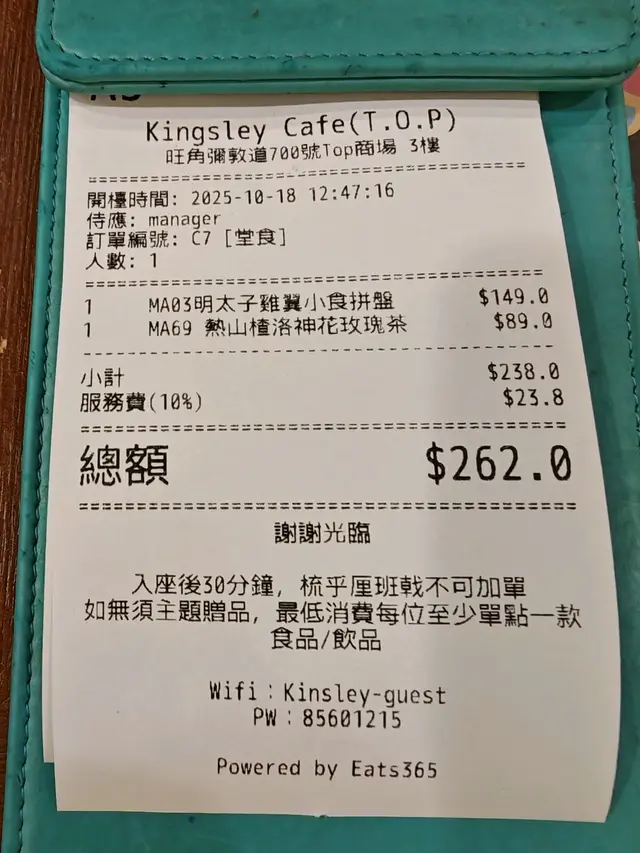 Kingsley Cafe(T.O.P)
旺角彌敦道700號Top商場 3樓
開檯時間: 2025-10-18 12:47:16
侍應: manager
訂單編號: C7 [堂食]
人數: 1
1 MA03明太子雞翼小食拼盤 $149.0
1 MA69 熱山楂洛神花玫瑰茶 $89.0
小計 $238.0
服務費(10%) $23.8
總額 $262.0
謝謝光臨
入座後30分鐘, 梳乎厘班戟不可加單
如無須主題贈品, 最低消費每位至少單點一款
食品/飲品
Wifi：Kinsley-guest
PW：85601215
Powered by Eats365